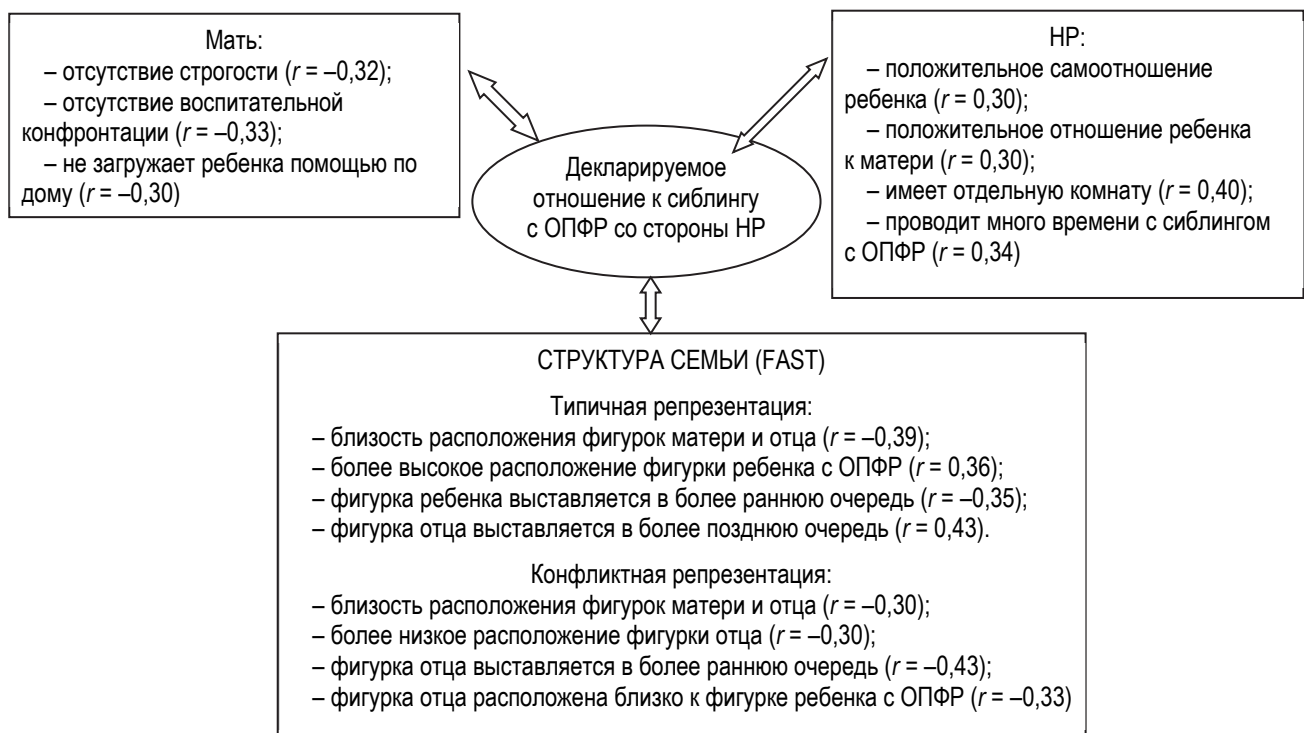 Мать:
– отсутствие строгости (r = –0,32);
– отсутствие воспитательной
конфронтации (r = –0,33);
– не загружает ребенка помощью по
дому (r = –0,30)
НР:
– положительное самоотношение
ребенка (r = 0,30);
– положительное отношение ребенка
к матери (r = 0,30);
– имеет отдельную комнату (r = 0,40);
– проводит много времени с сиблингом
с ОПФР (r = 0,34)
Декларируемое
отношение к сиблингу
с ОПФР со стороны НР
СТРУКТУРА СЕМЬИ (FAST)
Типичная репрезентация:
– близость расположения фигурок матери и отца (r = –0,39);
– более высокое расположение фигурки ребенка с ОПФР (r = 0,36);
– фигурка ребенка выставляется в более раннюю очередь (r = –0,35);
– фигурка отца выставляется в более позднюю очередь (r = 0,43).
Конфликтная репрезентация:
– близость расположения фигурок матери и отца (r = –0,30);
– более низкое расположение фигурки отца (r = –0,30);
– фигурка отца выставляется в более раннюю очередь (r = –0,43);
– фигурка отца расположена близко к фигурке ребенка с ОПФР (r = –0,33)